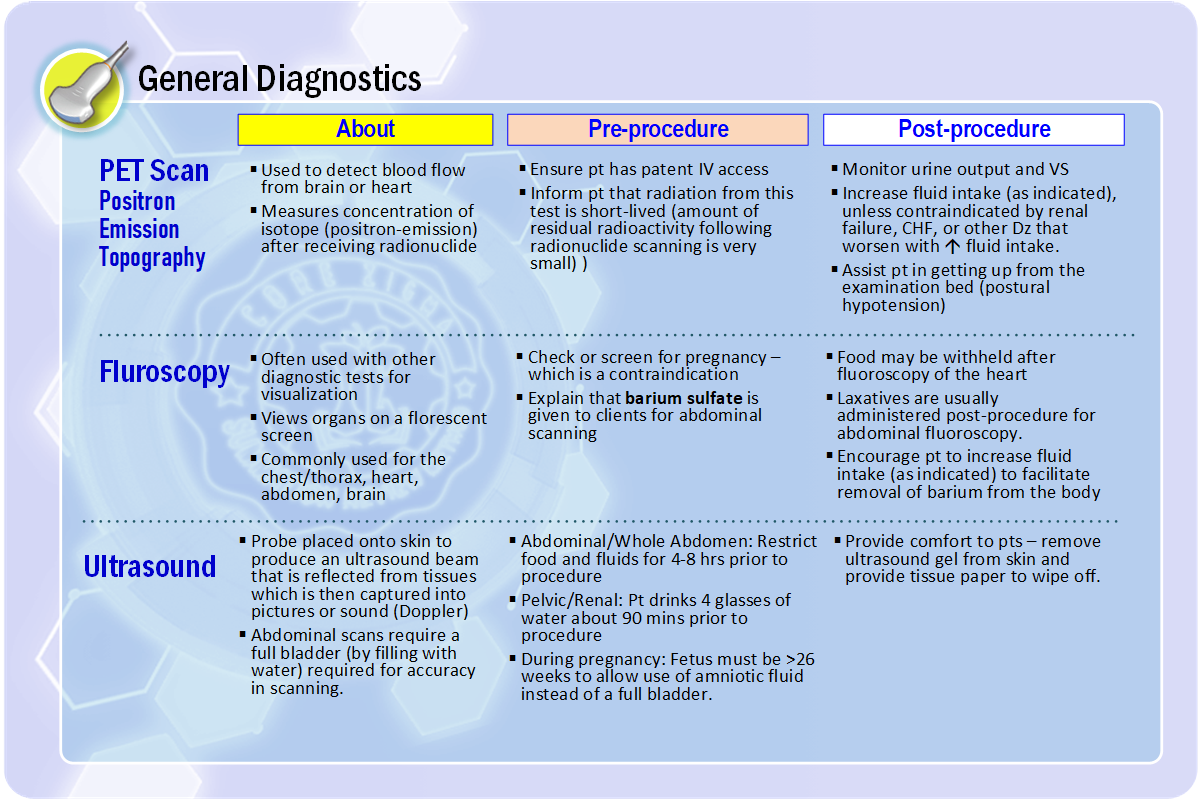 General Diagnostics
About
Pre-procedure
Post-procedure
PET Scan
Positron
Emission
Topography
▪ Used to detect blood flow
from brain or heart
▪ Measures concentration of
isotope (positron-emission)
after receiving radionuclide
▪ Ensure pt has patent IV access
▪ Inform pt that radiation from this
test is short-lived (amount of
residual radioactivity following
radionuclide scanning is very
small) )
▪ Monitor urine output and VS
▪ Increase fluid intake (as indicated),
unless contraindicated by renal
failure, CHF, or other Dz that
worsen with ↑ fluid intake.
▪ Assist pt in getting up from the
examination bed (postural
hypotension)
Fluroscopy
▪ Often used with other
diagnostic tests for
visualization
▪ Views organs on a florescent
screen
▪ Commonly used for the
chest/thorax, heart,
abdomen, brain
▪ Check or screen for pregnancy –
which is a contraindication
▪ Explain that barium sulfate is
given to clients for abdominal
scanning
▪ Food may be withheld after
fluoroscopy of the heart
▪ Laxatives are usually
administered post-procedure for
abdominal fluoroscopy.
▪ Encourage pt to increase fluid
intake (as indicated) to facilitate
removal of barium from the body
Ultrasound
▪ Probe placed onto skin to
produce an ultrasound beam
that is reflected from tissues
which is then captured into
pictures or sound (Doppler)
▪ Abdominal scans require a
full bladder (by filling with
water) required for accuracy
in scanning.
▪ Abdominal/Whole Abdomen: Restrict
food and fluids for 4-8 hrs prior to
procedure
▪ Pelvic/Renal: Pt drinks 4 glasses of
water about 90 mins prior to
procedure
▪ During pregnancy: Fetus must be >26
weeks to allow use of amniotic fluid
instead of a full bladder.
▪ Provide comfort to pts – remove
ultrasound gel from skin and
provide tissue paper to wipe off.